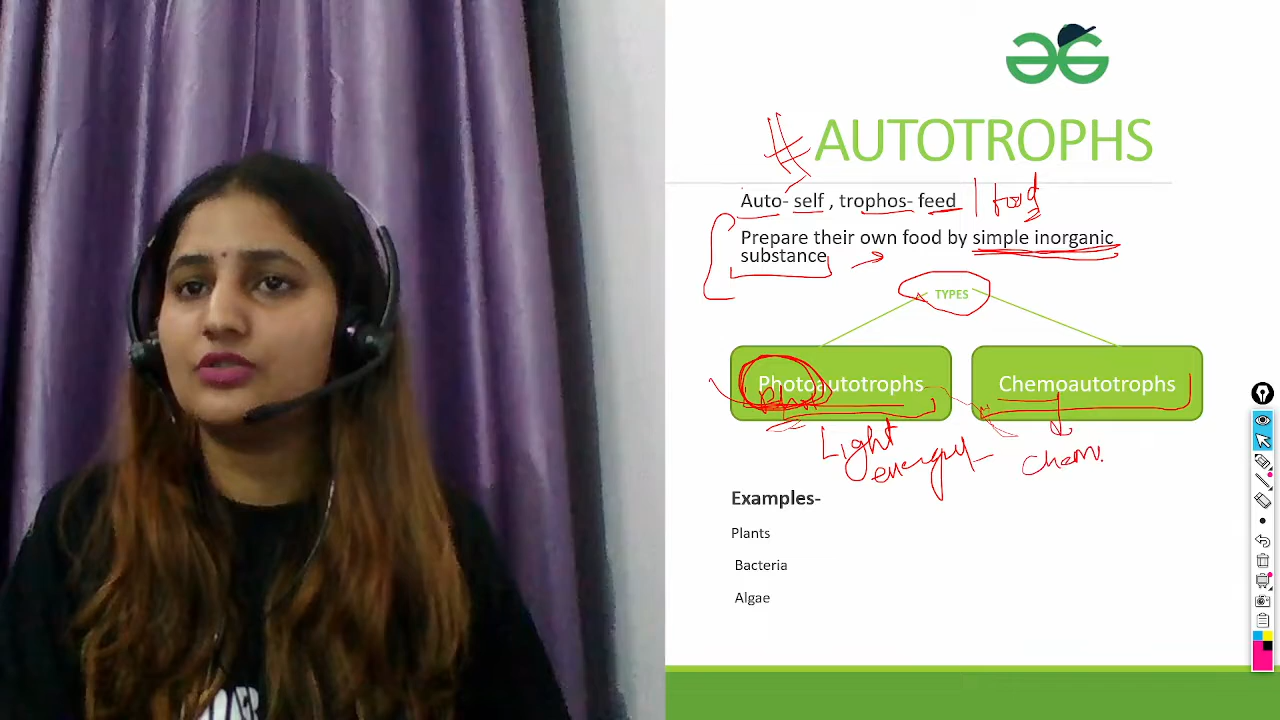 AUTOTROPHS
Auto- self , trophos- feed | food
Prepare their own food by simple inorganic
substance
TYPES
Photoautotrophs
Chemoautotrophs
Light
energy
Chem.
Examples-
Plants
Bacteria
Algae